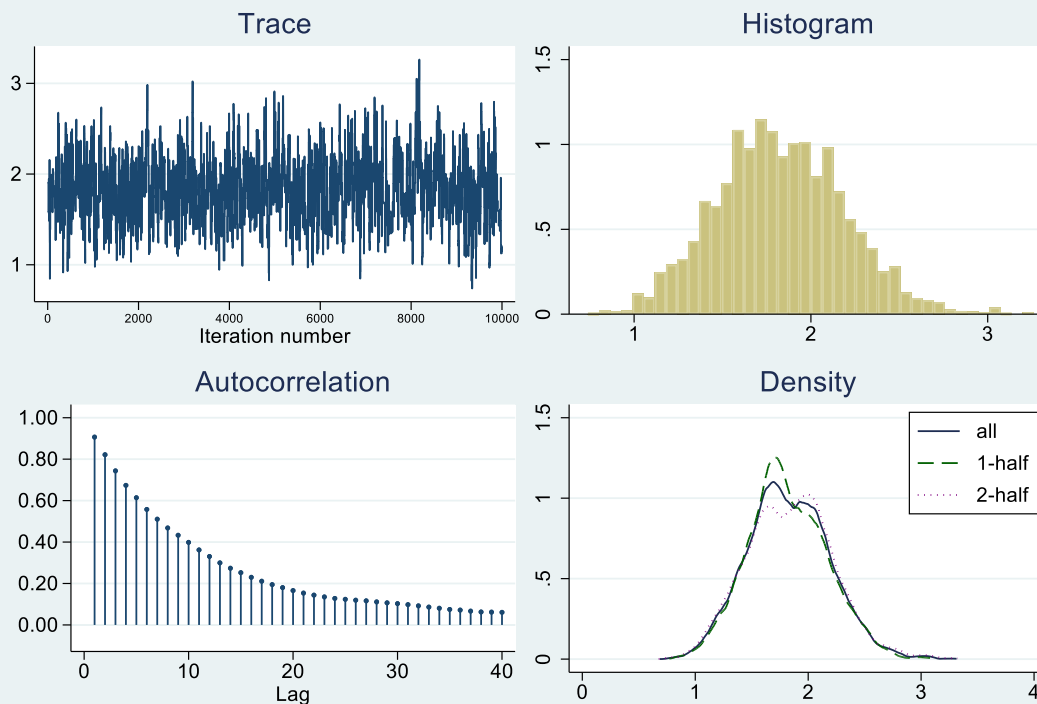 Trace
3
2
1
0 2000 4000 6000 8000 10000
Iteration number
Histogram
1.5
1
.5
0
1 2 3
Autocorrelation
1.00
0.80
0.60
0.40
0.20
0.00
0 10 20 30 40
Lag
Density
1.5
1
.5
0
all
1-half
2-half
0 1 2 3 4